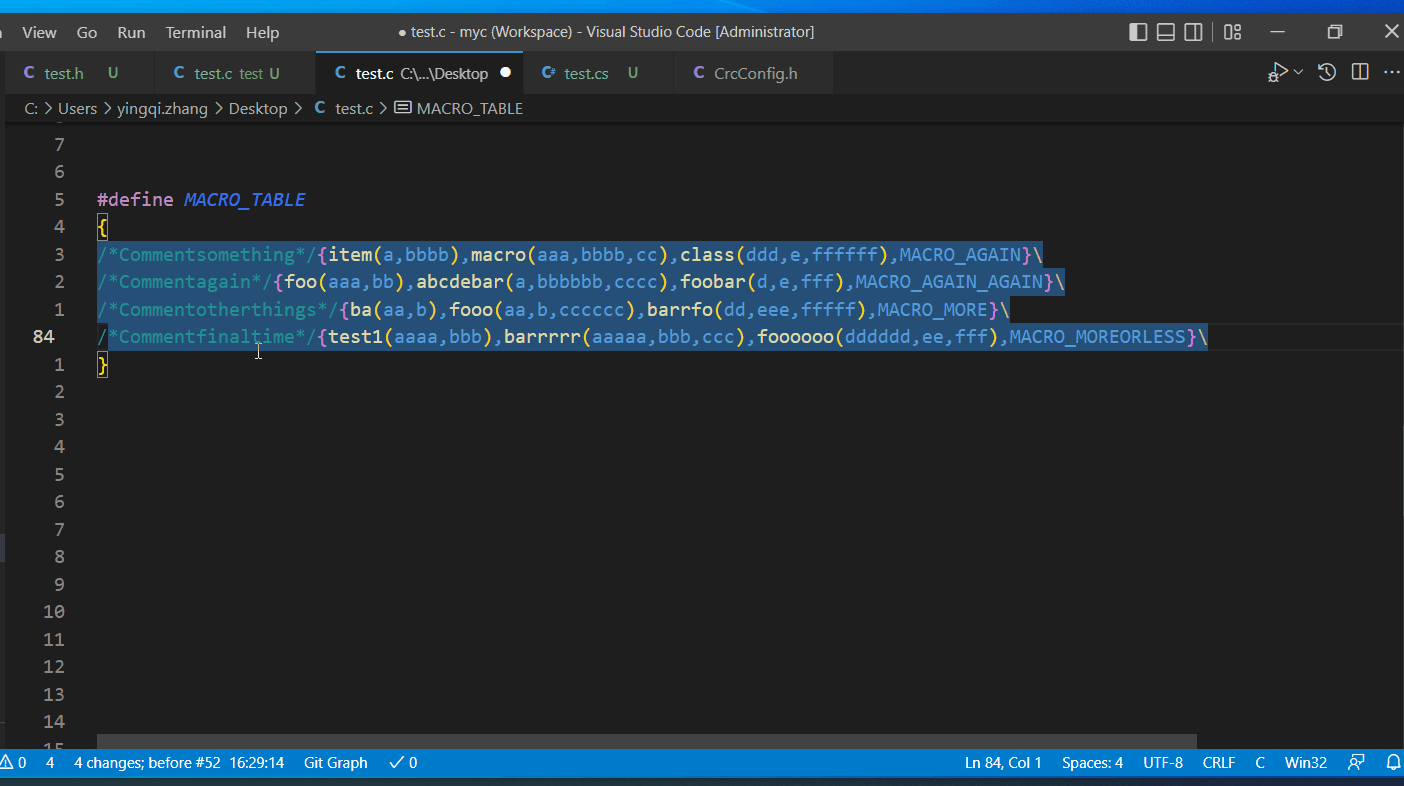 View Go Run Terminal Help ● test.c - myc (Workspace) - Visual Studio Code [Administrator]
C test.h U C test.c test U C test.c C:\...\Desktop ● C# test.cs U C CrcConfig.h
C: > Users > yingqi.zhang > Desktop > C test.c > MACRO_TABLE
7
6
5 #define MACRO_TABLE
4 {
3 /*Commentsomething*/{item(a,bbbb),macro(aaa,bbbb,cc),class(ddd,e,ffffff),MACRO_AGAIN}\
2 /*Commentagain*/{foo(aaa,bb),abcdebar(a,bbbbbb,cccc),foobar(d,e,fff),MACRO_AGAIN_AGAIN}\
1 /*Commentotherthings*/{ba(aa,b),fooo(aa,b,cccccc),barrfo(dd,eee,fffff),MACRO_MORE}\
84 /*Commentfinaltime*/{test1(aaaa,bbb),barrrrr(aaaaa,bbb,ccc),foooooo(dddddd,ee,fff),MACRO_MOREORLESS}\
1 }
2
3
4
5
6
7
8
9
10
11
12
13
14
15
0 4 4 changes; before #52 16:29:14 Git Graph ✓ 0 Ln 84, Col 1 Spaces: 4 UTF-8 CRLF C Win32